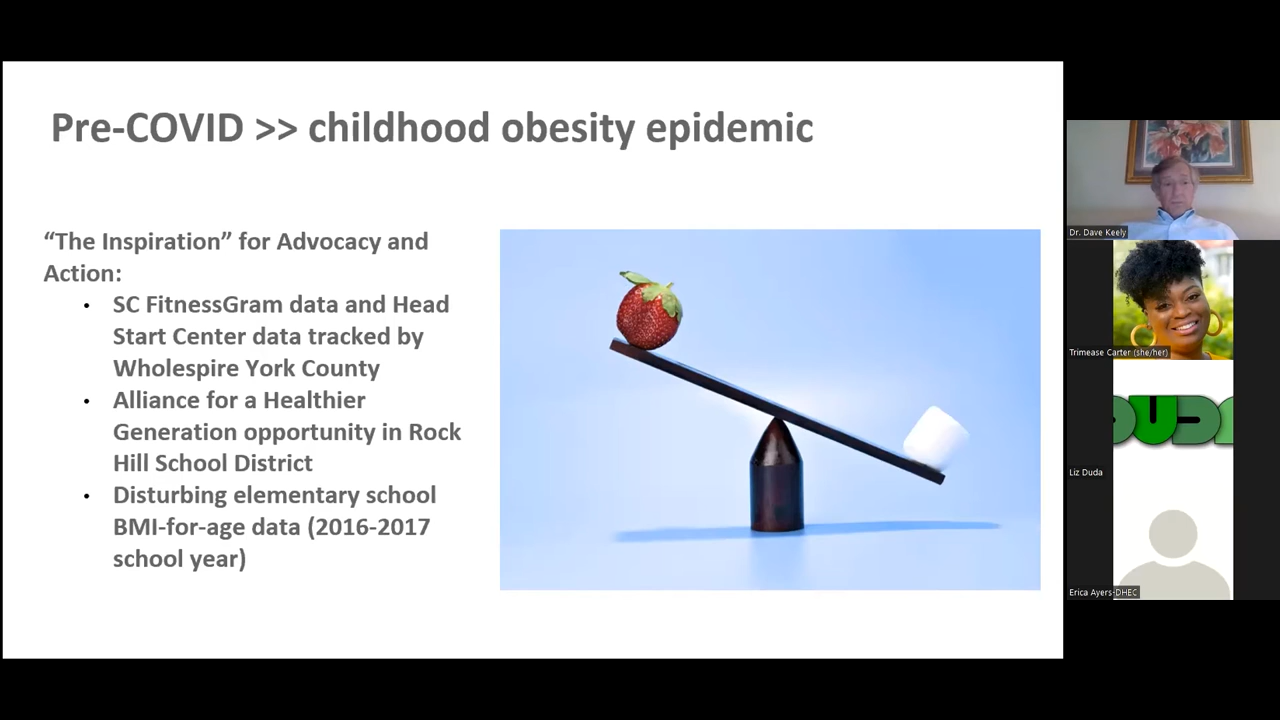 Pre-COVID >> childhood obesity epidemic
“The Inspiration” for Advocacy and
Action:
• SC FitnessGram data and Head
Start Center data tracked by
Wholespire York County
• Alliance for a Healthier
Generation opportunity in Rock
Hill School District
• Disturbing elementary school
BMI-for-age data (2016-2017
school year)
Dr. Dave Keely
Trimease Carter (she/her)
Liz Duda
Erica Ayers-DHEC